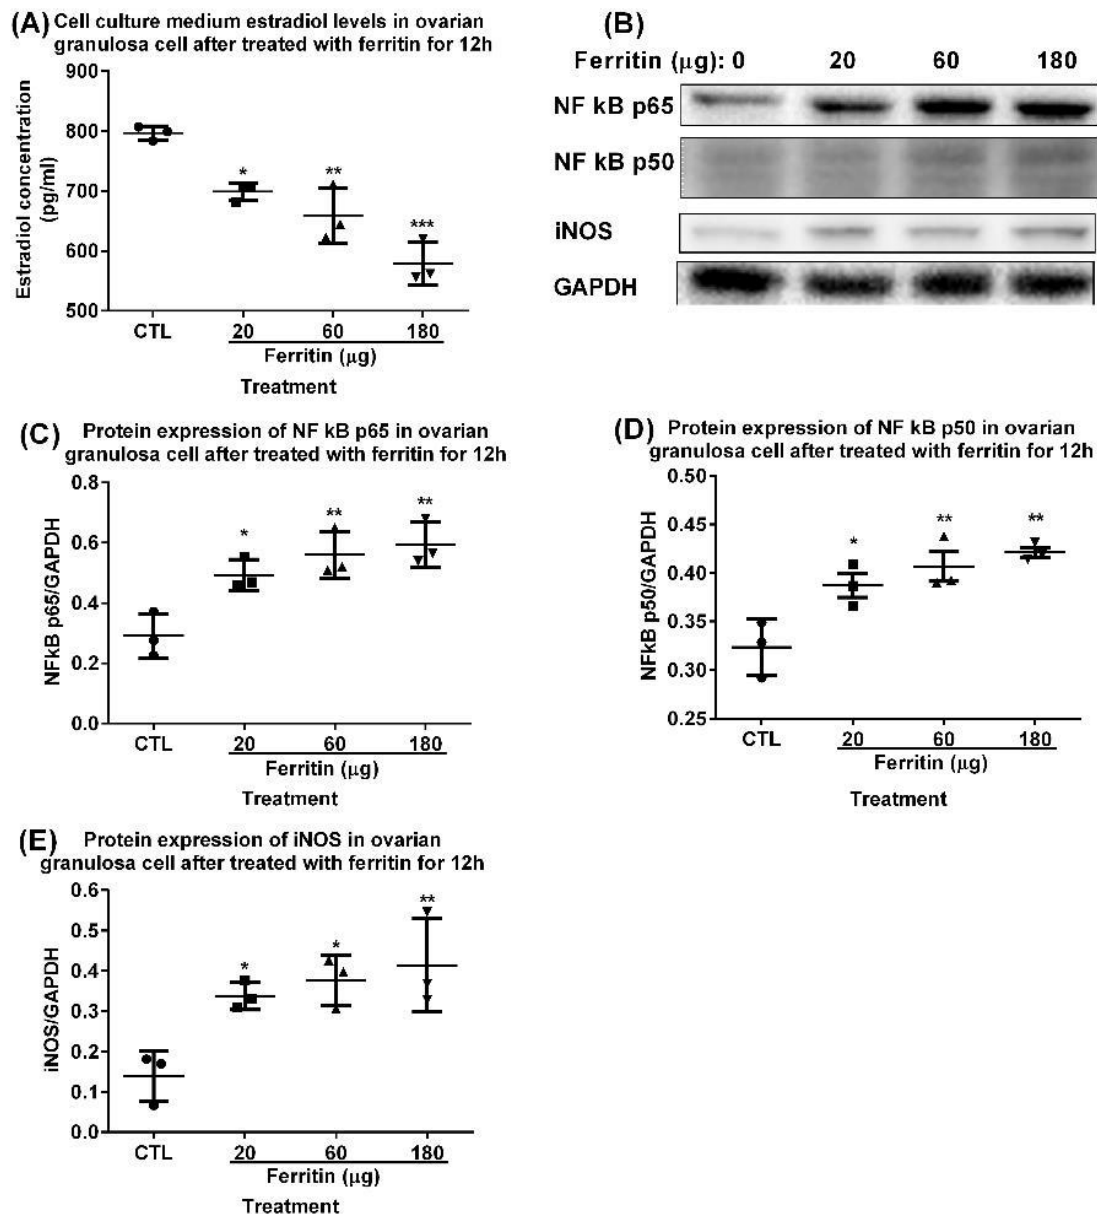 (A) Cell culture medium estradiol levels in ovarian
granulosa cell after treated with ferritin for 12h
Estradiol concentration
(pg/ml)
900
800
700
600
500
*
**
***
CTL 20 60 180
Ferritin (μg)
Treatment
(B)
Ferritin (μg): 0 20 60 180
NF kB p65
NF kB p50
iNOS
GAPDH
(C) Protein expression of NF kB p65 in ovarian
granulosa cell after treated with ferritin for 12h
NFkB p65/GAPDH
0.8
0.6
0.4
0.2
0.0
*
**
**
CTL 20 60 180
Ferritin (μg)
Treatment
(D) Protein expression of NF kB p50 in ovarian
granulosa cell after treated with ferritin for 12h
NFkB p50/GAPDH
0.50
0.45
0.40
0.35
0.30
0.25
*
**
**
CTL 20 60 180
Ferritin (μg)
Treatment
(E) Protein expression of iNOS in ovarian
granulosa cell after treated with ferritin for 12h
iNOS/GAPDH
0.6
0.5
0.4
0.3
0.2
0.1
0.0
*
*
**
CTL 20 60 180
Ferritin (μg)
Treatment